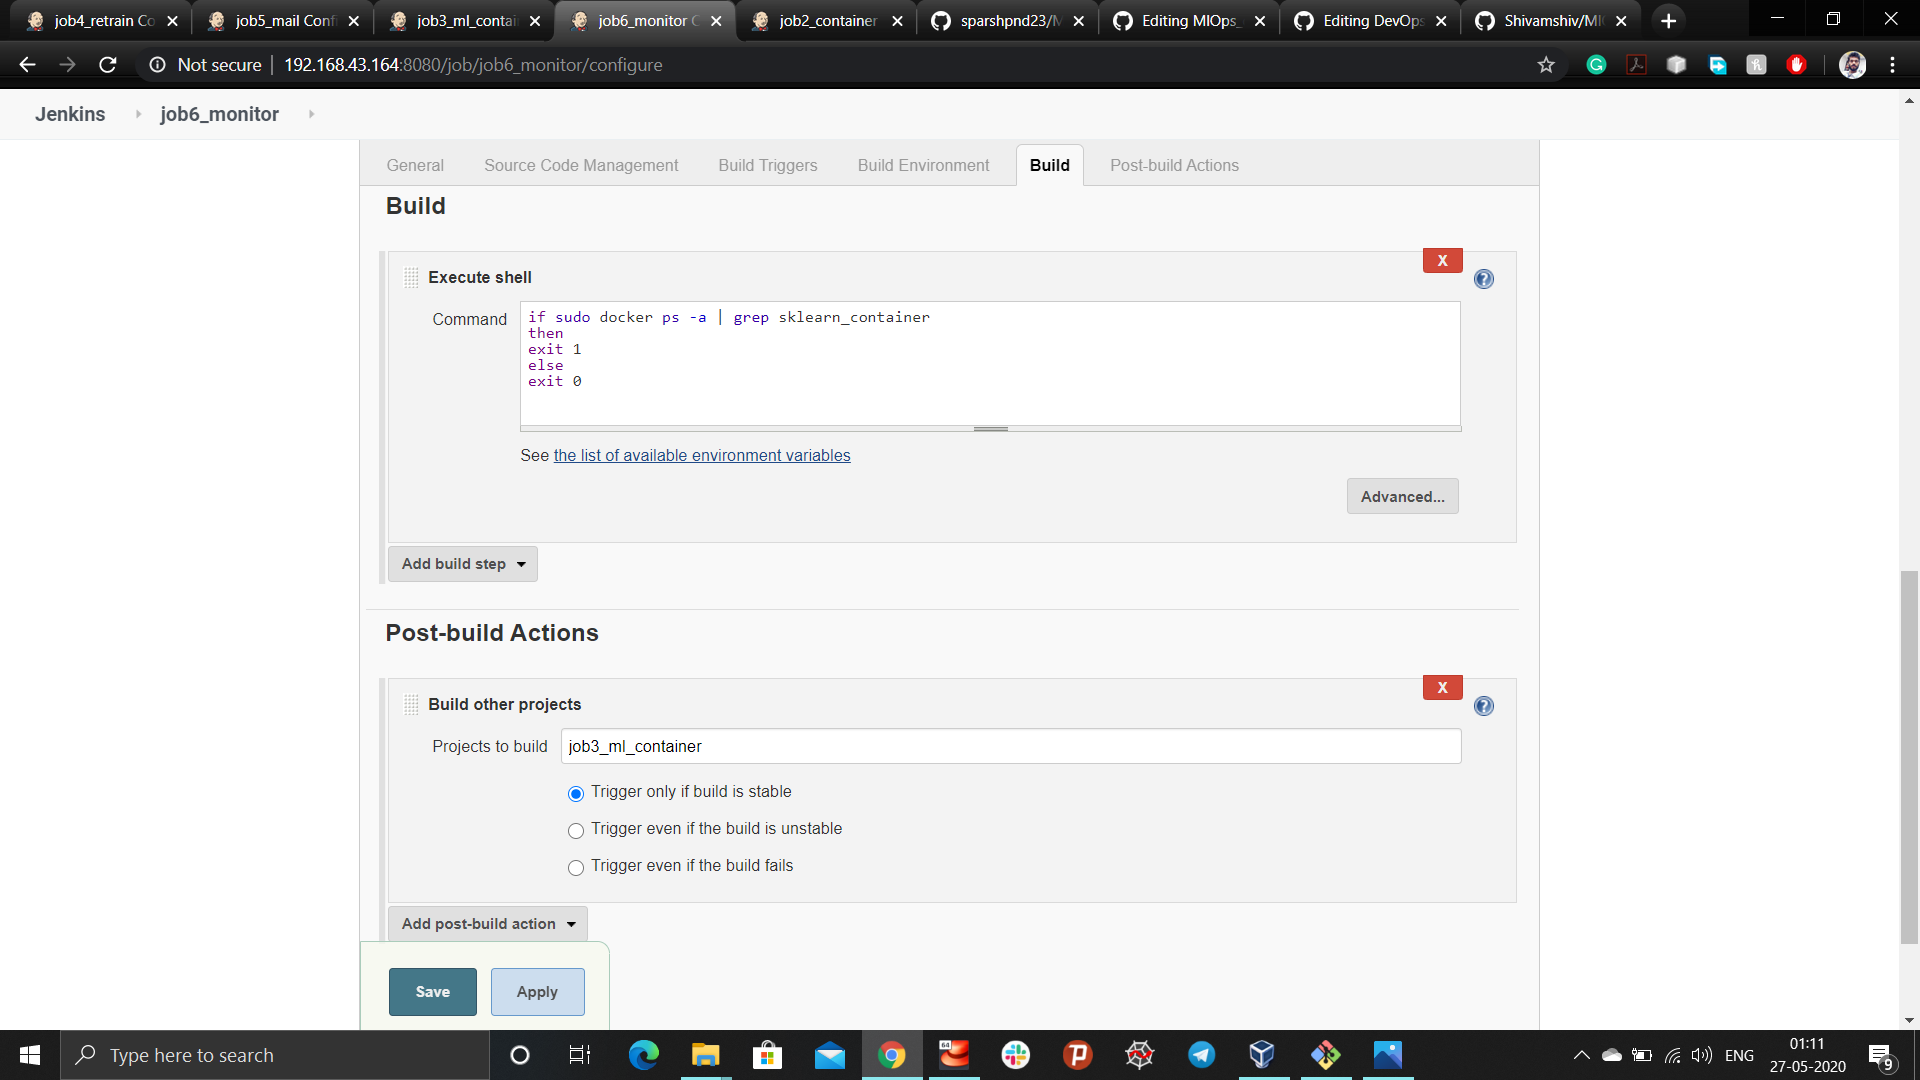 job4_retrain Co
job5_mail Confi
job3_ml_contai
job6_monitor C
job2_container
sparshpnd23/M
Editing MlOps_
Editing DevOps
Shivamshiv/Ml
Not secure
192.168.43.164:8080/job/job6_monitor/configure
Jenkins
job6_monitor
General
Source Code Management
Build Triggers
Build Environment
Build
Post-build Actions
Build
X
Execute shell
Command
if sudo docker ps -a | grep sklearn_container
then
exit 1
else
exit 0
See the list of available environment variables
Advanced...
Add build step
Post-build Actions
X
Build other projects
Projects to build
job3_ml_container
Trigger only if build is stable
Trigger even if the build is unstable
Trigger even if the build fails
Add post-build action
Save
Apply
Type here to search
64
ENG
01:11
27-05-2020
9